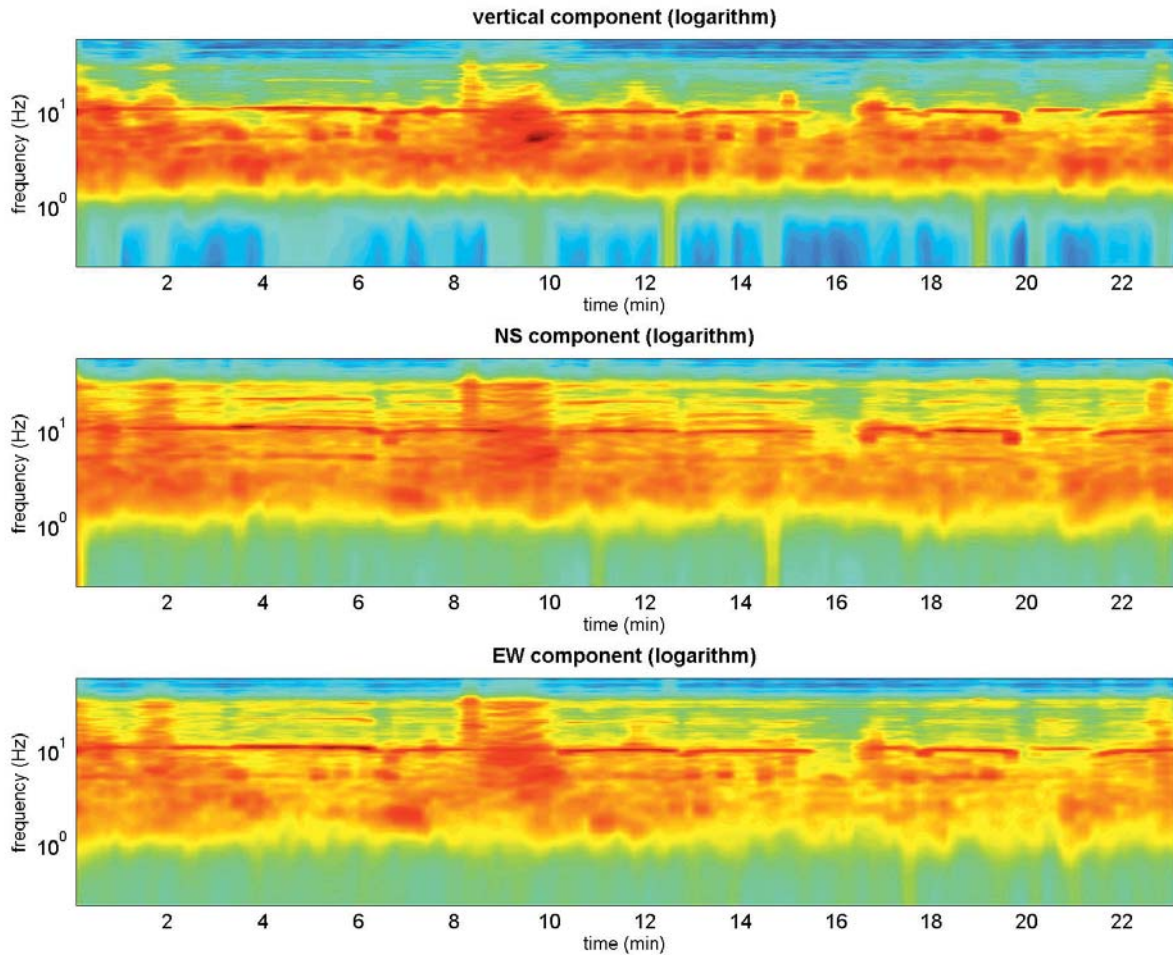 vertical component (logarithm)
frequency (Hz)
10¹
10⁰
2 4 6 8 10 12 14 16 18 20 22
time (min)
NS component (logarithm)
frequency (Hz)
10¹
10⁰
2 4 6 8 10 12 14 16 18 20 22
time (min)
EW component (logarithm)
frequency (Hz)
10¹
10⁰
2 4 6 8 10 12 14 16 18 20 22
time (min)